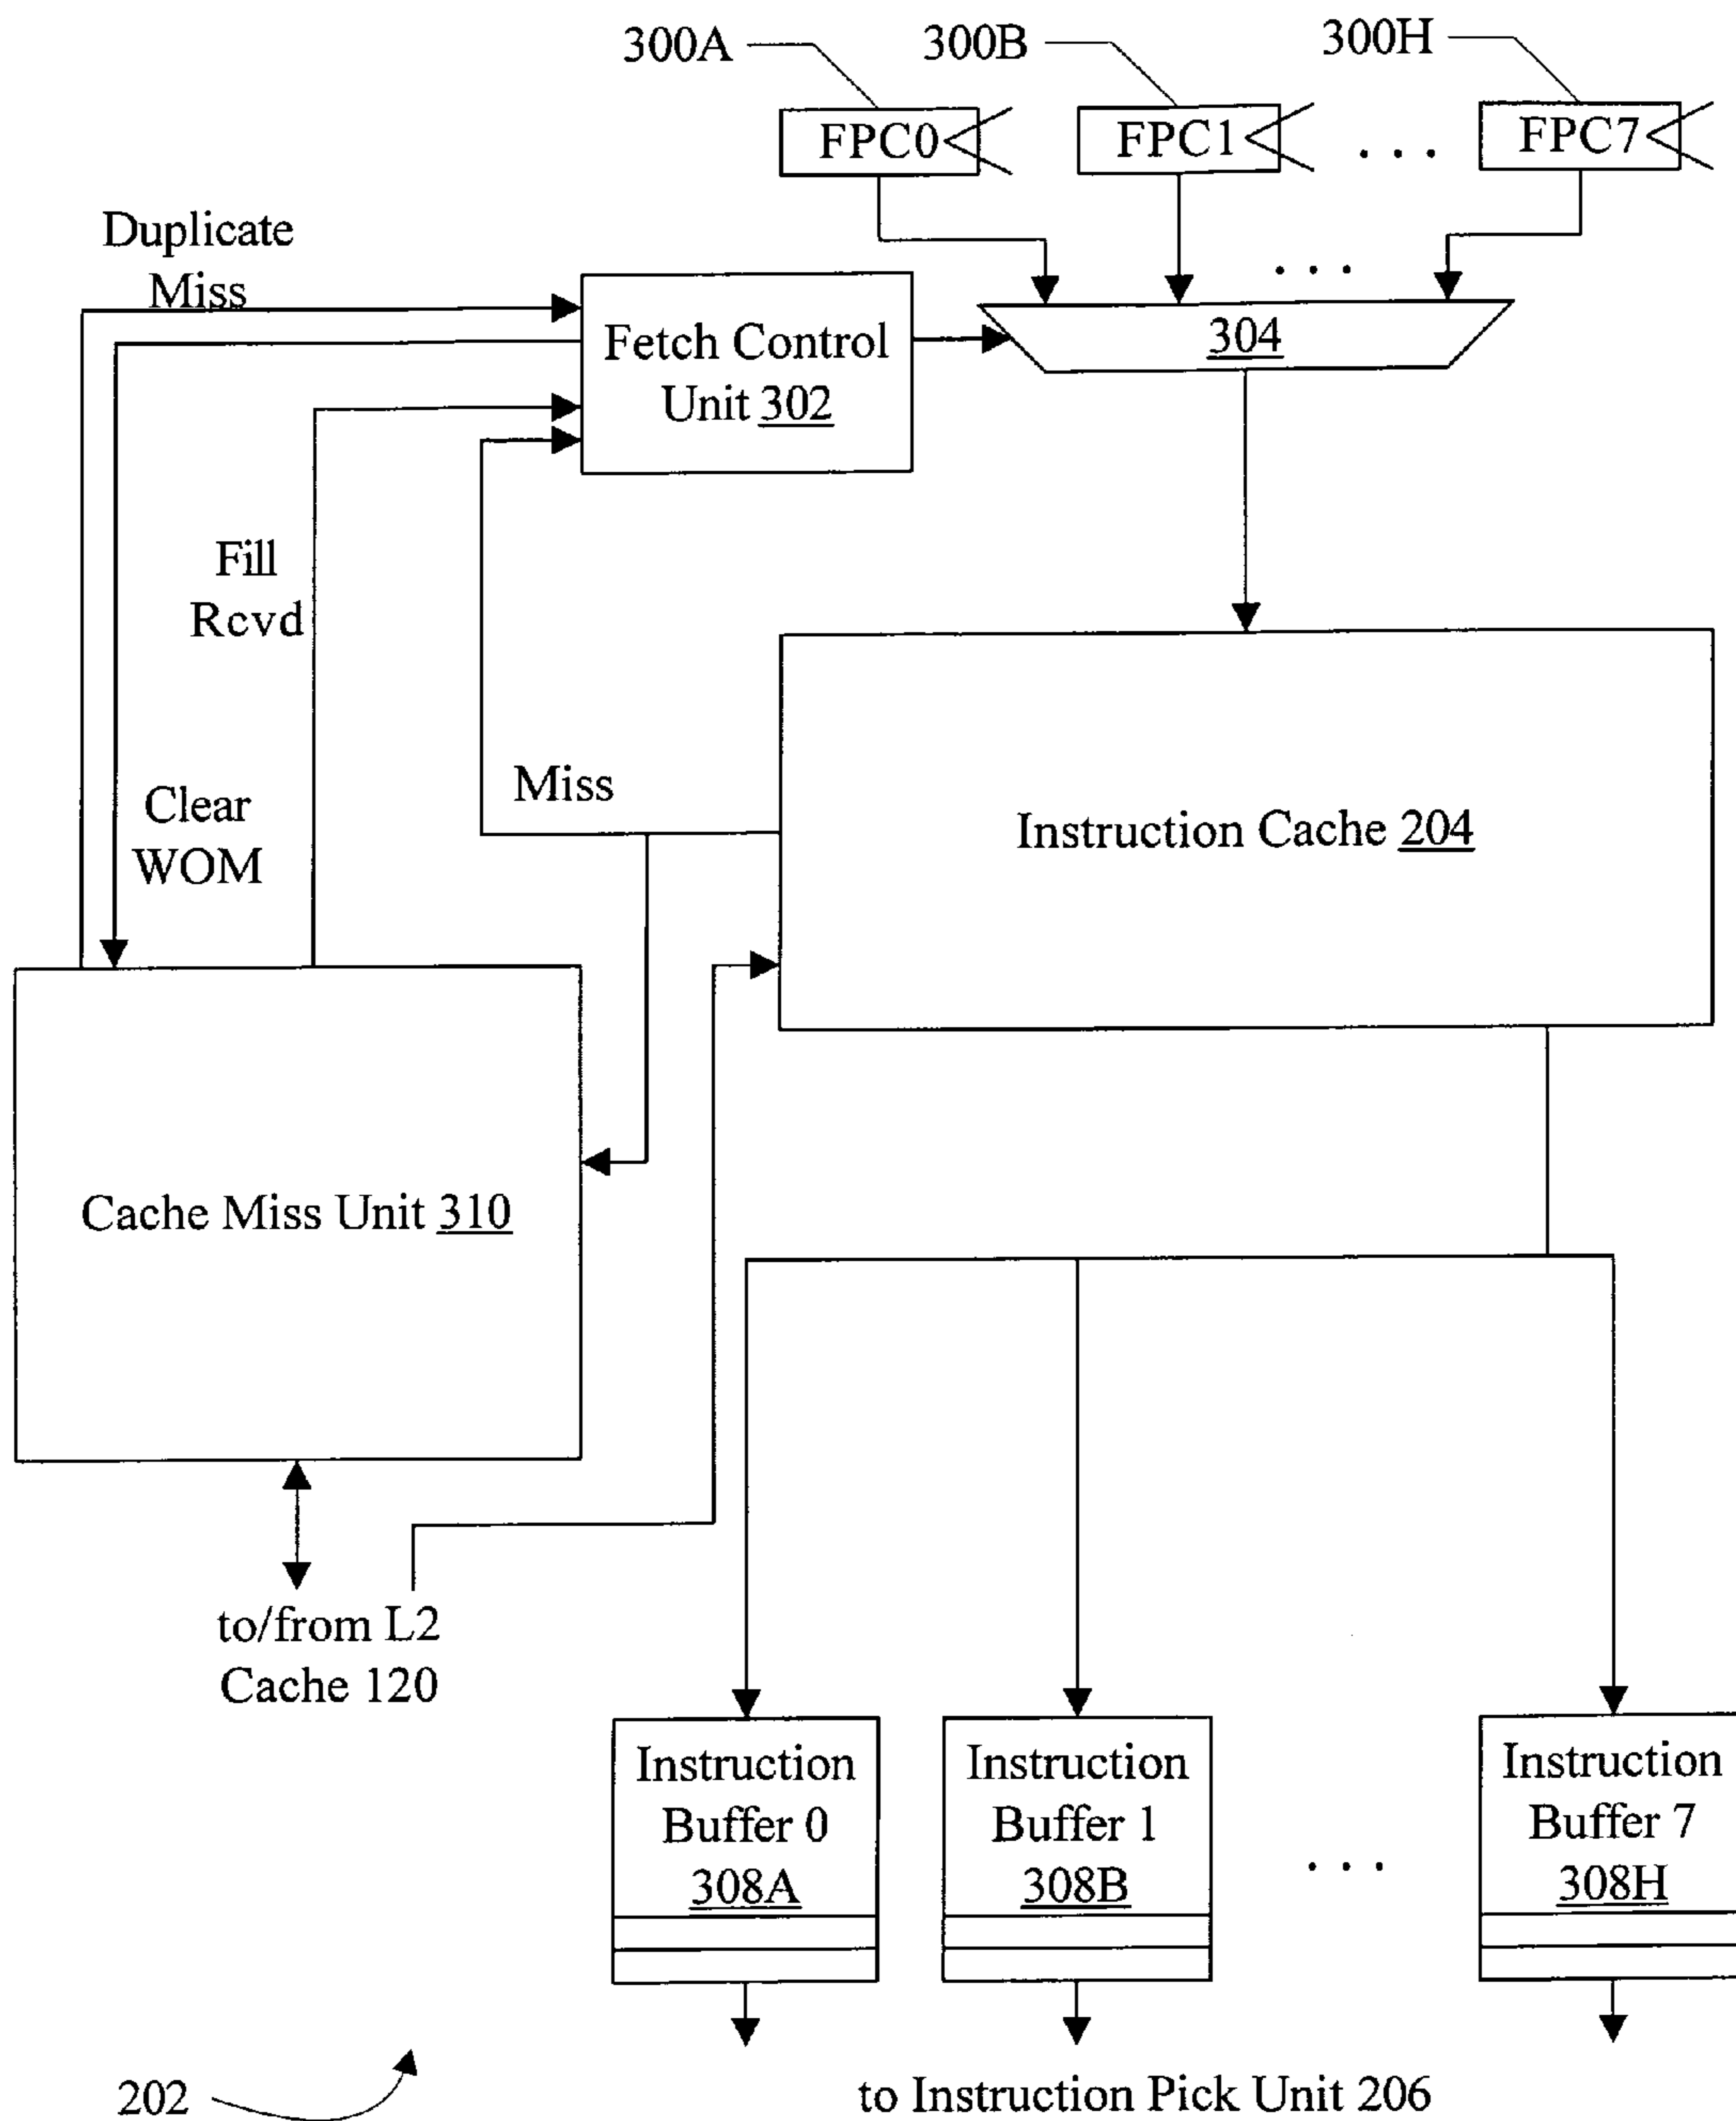 300A
300B
300H
FPC0
FPC1
. . .
FPC7
Duplicate
Miss
. . .
Fetch Control
Unit 302
304
Fill
Rcvd
Miss
Clear
WOM
Instruction Cache 204
Cache Miss Unit 310
to/from L2
Cache 120
Instruction
Buffer 0
308A
Instruction
Buffer 1
308B
. . .
Instruction
Buffer 7
308H
202
to Instruction Pick Unit 206